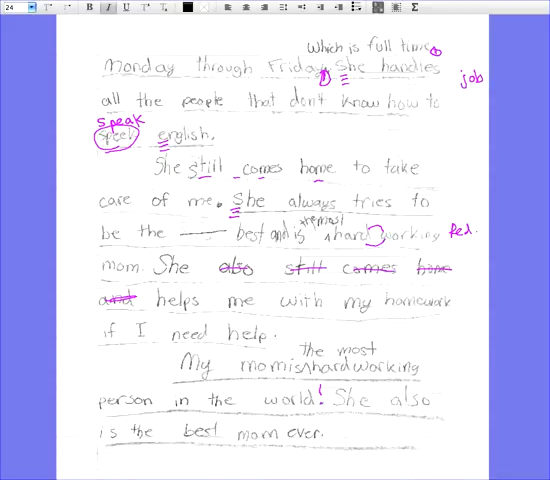 24
B I U T T
which is full time
Monday through Friday. She handles
job
all the people that don't know how to
speak
speek english.
She still comes home to take
care of me. She always tries to
the most
be the best and is hard working
mom. She also still comes home
and helps me with my homework
if I need help.
the most
My mom is hardworking
person in the world! She also
is the best mom ever.